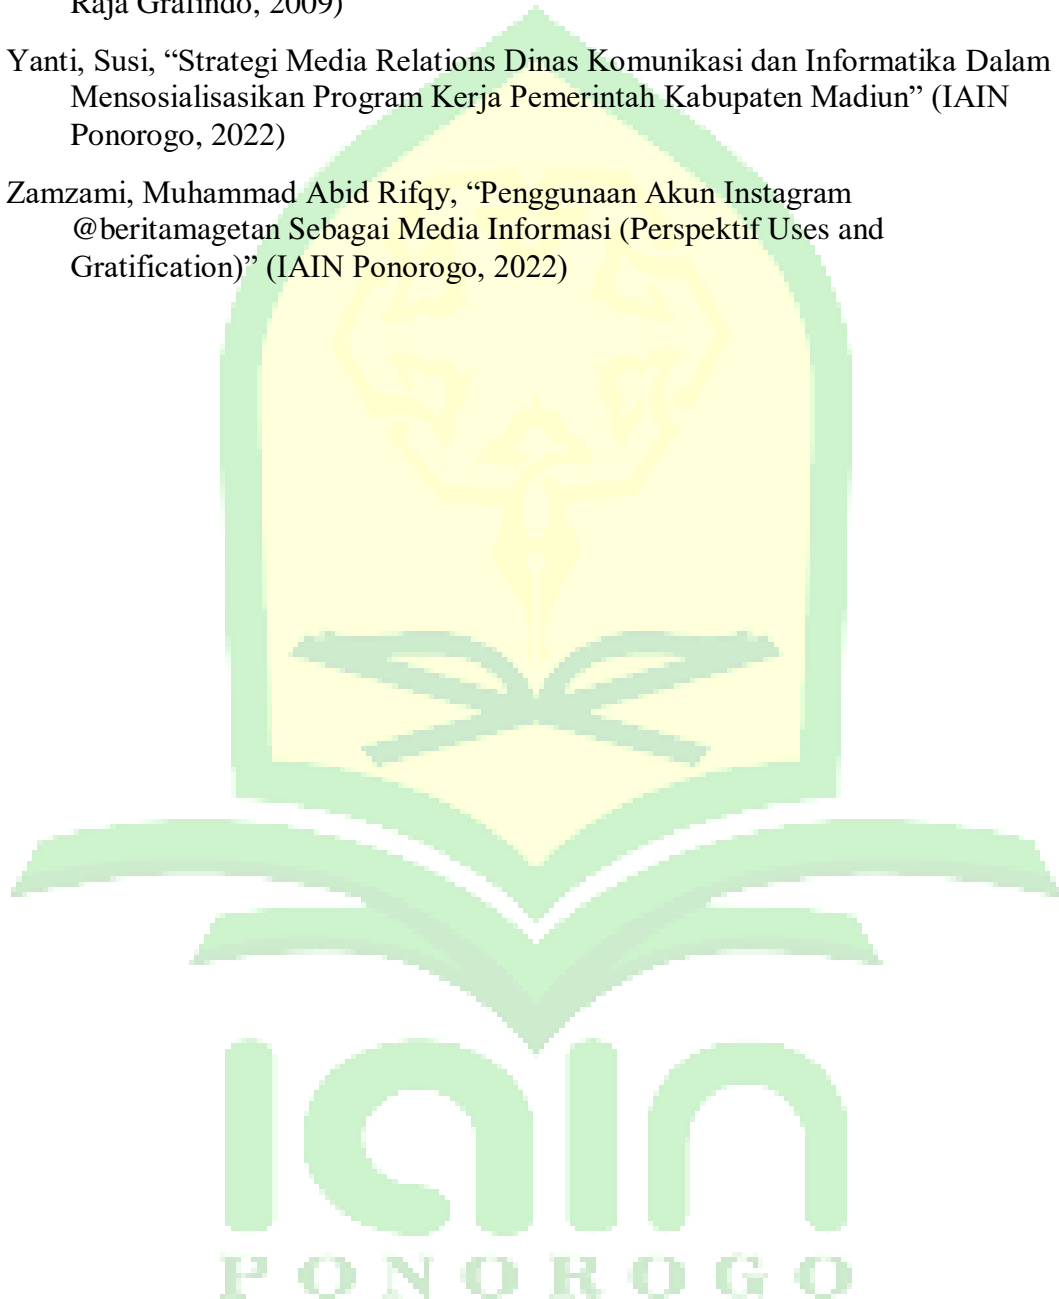 Raja Grafindo, 2009)
Yanti, Susi, “Strategi Media Relations Dinas Komunikasi dan Informatika Dalam
Mensosialisasikan Program Kerja Pemerintah Kabupaten Madiun” (IAIN
Ponorogo, 2022)
Zamzami, Muhammad Abid Rifqy, “Penggunaan Akun Instagram
@beritamagetan Sebagai Media Informasi (Perspektif Uses and
Gratification)” (IAIN Ponorogo, 2022)
iain
PONOROGO